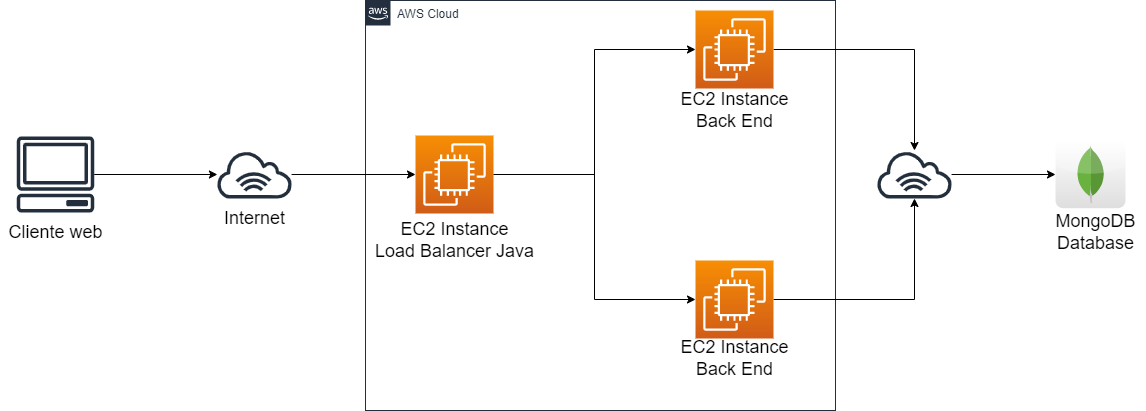 aws
AWS Cloud
EC2 Instance
Back End
Cliente web
Internet
EC2 Instance
Load Balancer Java
MongoDB
Database
EC2 Instance
Back End